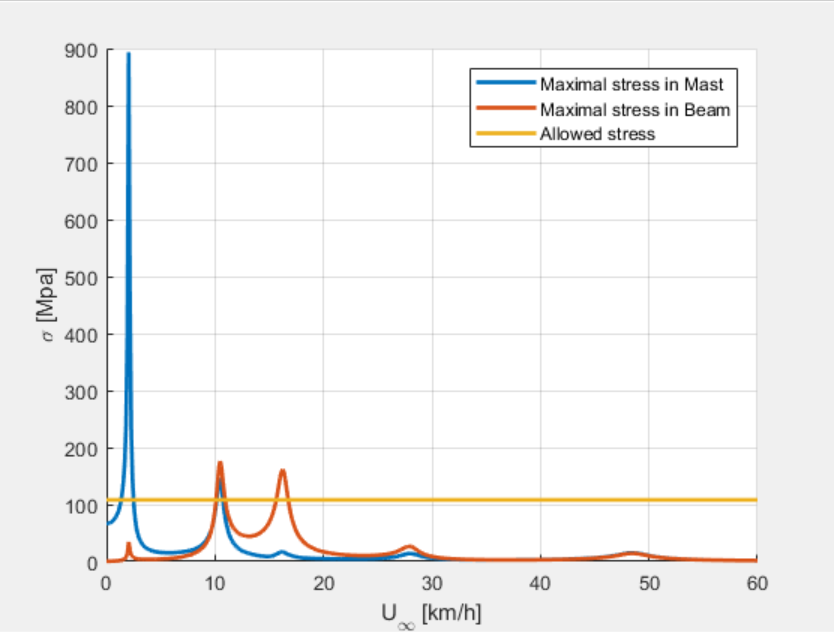 900
800
700
600
500
400
300
200
100
0
σ [Mpa]
Maximal stress in Mast
Maximal stress in Beam
Allowed stress
0 10 20 30 40 50 60
U∞ [km/h]